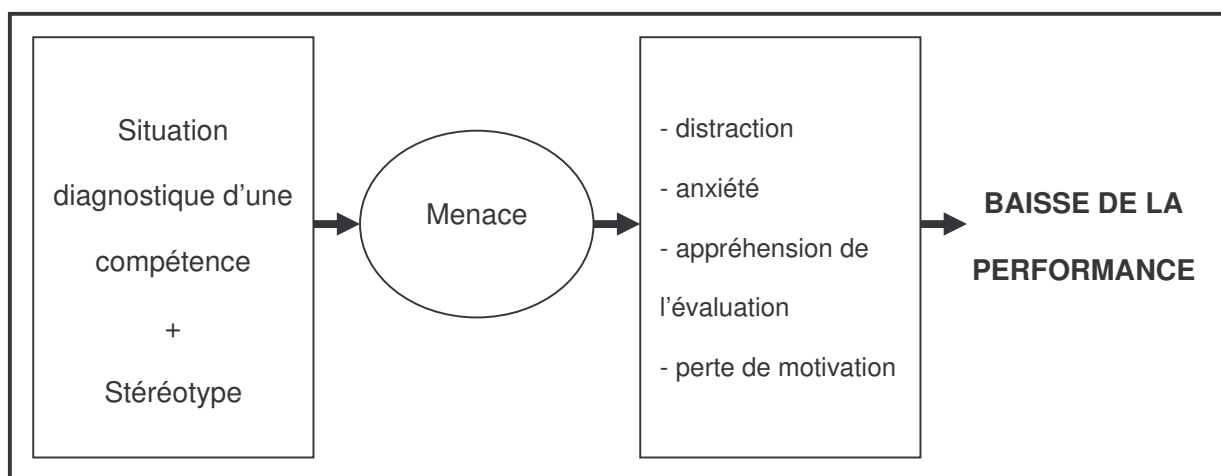 Situation
diagnostique d’une
compétence
+
Stéréotype
Menace
- distraction
- anxiété
- appréhension de
l’évaluation
- perte de motivation
BAISSE DE LA
PERFORMANCE